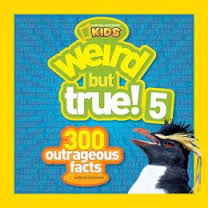 NATIONAL GEOGRAPHIC
KIDS
weird
but
true! 5
300
outrageous
facts